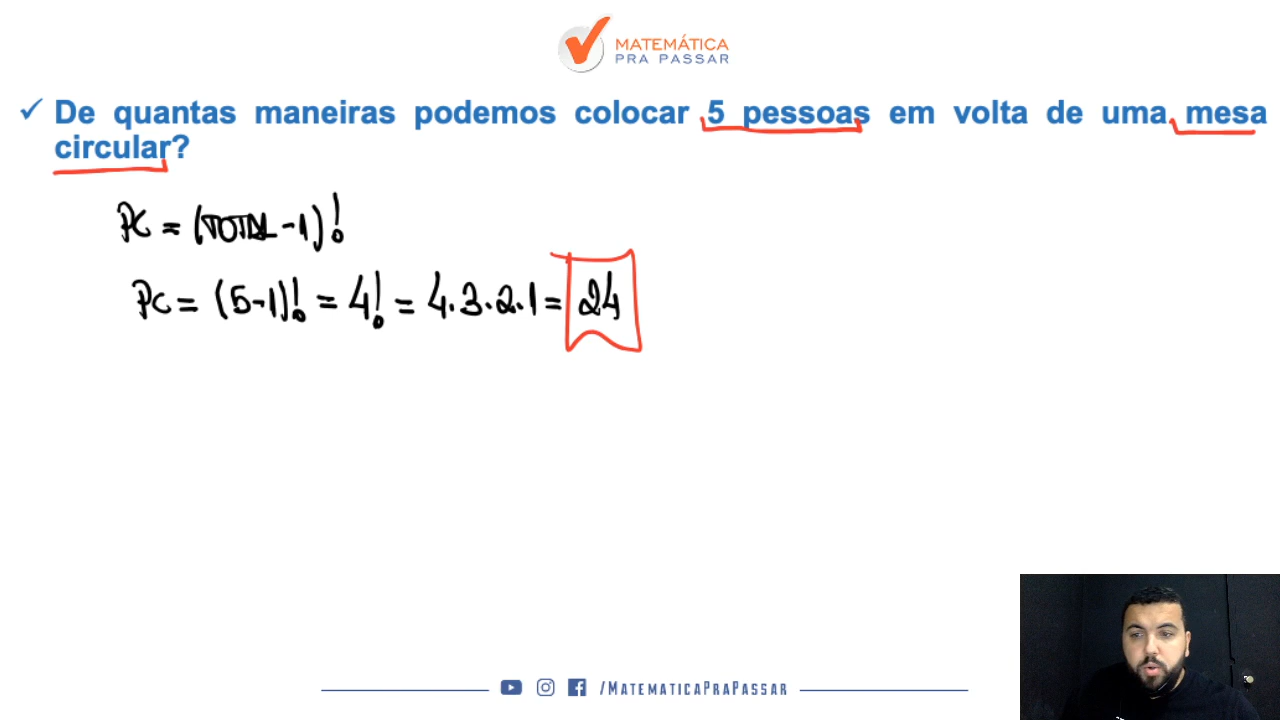 MATEMÁTICA
PRA PASSAR
De quantas maneiras podemos colocar 5 pessoas em volta de uma mesa
circular?
PC = (TOTAL - 1)!
PC = (5-1)! = 4! = 4.3.2.1 = 24
/MATEMATICAPRAPASSAR